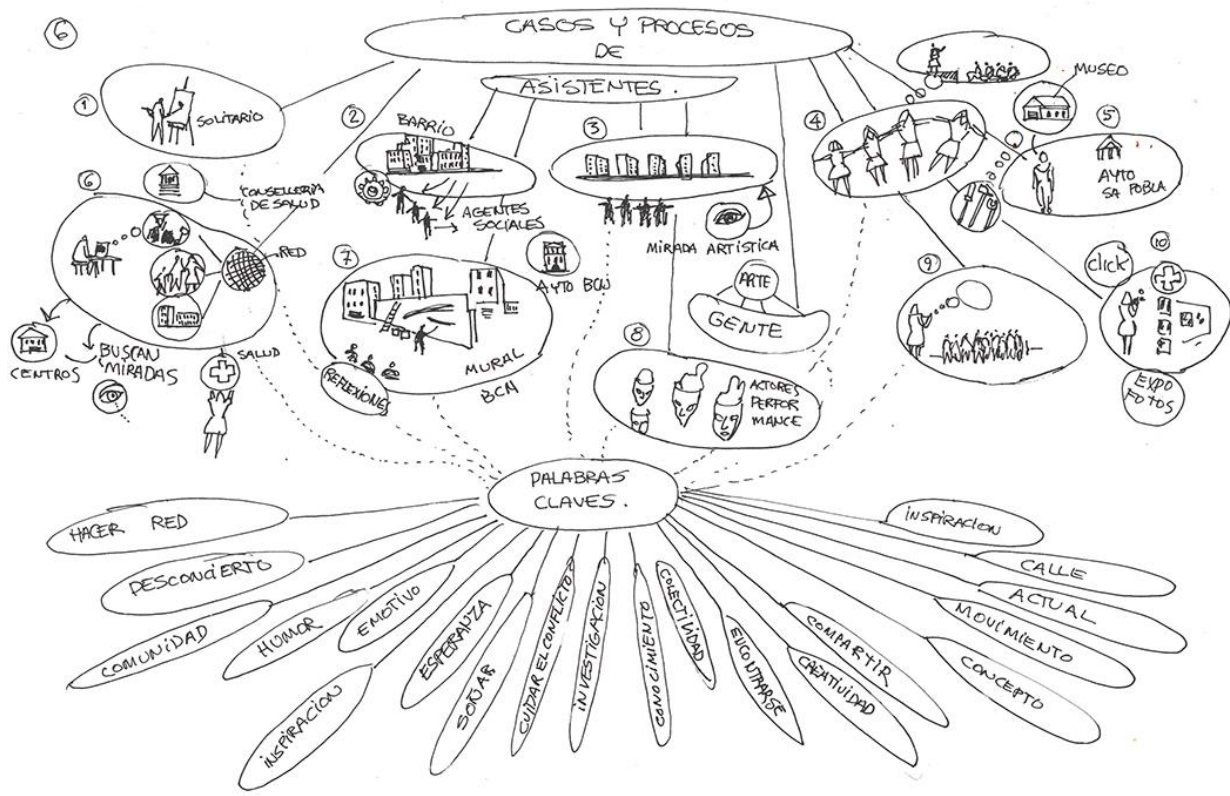 6
CASOS Y PROCESOS
DE
ASISTENTES.
1
SOLITARIO
2
BARRIO
AGENTES
SOCIALES
3
MIRADA ARTÍSTICA
4
MUSEO
5
AYTO
SA POBLA
6
CONSELLERIA
DE SALUD
RED
CENTROS
BUSCAN
MIRADAS
SALUD
7
AYTO BCN
MURAL
BCN
REFLEXIONES
ARTE
GENTE
8
ACTORES
PERFOR
MANCE
9
10
click
EXPO
FOTOS
PALABRAS
CLAVES.
HACER RED
DESCONCIERTO
COMUNIDAD
HUMOR
EMOTIVO
INSPIRACION
ESPERANZA
SOÑAR
CUIDAR EL CONFLICTO
INVESTIGACION
CONOCIMIENTO
COLECTIVIDAD
ENCONTRARSE
CREATIVIDAD
COMPARTIR
CONCEPTO
MOVIMIENTO
ACTUAL
CALLE
INSPIRACION